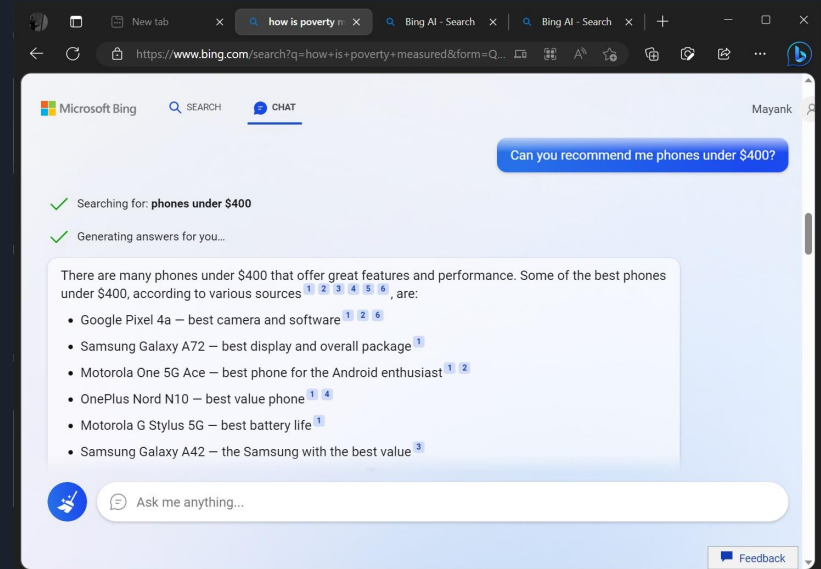 New tab
how is poverty m
Bing AI - Search
Bing AI - Search
https://www.bing.com/search?q=how+is+poverty+measured&form=Q...
Microsoft Bing
SEARCH
CHAT
Mayank
Can you recommend me phones under $400?
Searching for: phones under $400
Generating answers for you...
There are many phones under $400 that offer great features and performance. Some of the best phones
under $400, according to various sources 1 2 3 4 5 6 , are:
• Google Pixel 4a — best camera and software 1 2 6
• Samsung Galaxy A72 — best display and overall package 1
• Motorola One 5G Ace — best phone for the Android enthusiast 1 2
• OnePlus Nord N10 — best value phone 1 4
• Motorola G Stylus 5G — best battery life 1
• Samsung Galaxy A42 — the Samsung with the best value 3
Ask me anything...
Feedback